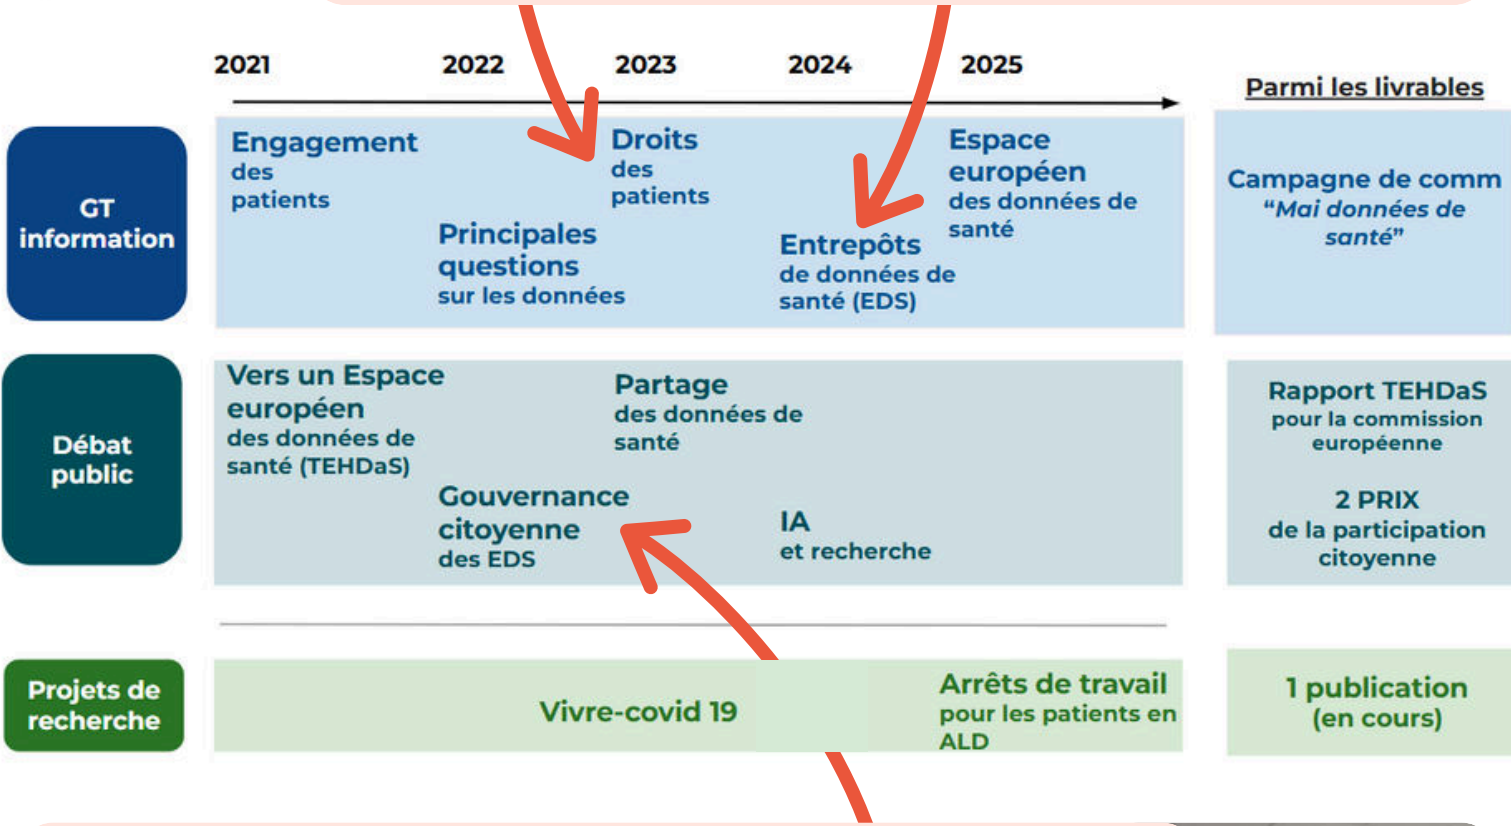 2021 2022 2023 2024 2025
Parmi les livrables
GT
information
Engagement
des
patients
Principales
questions
sur les données
Droits
des
patients
Entrepôts
de données de
santé (EDS)
Espace
européen
des données de
santé
Campagne de comm
“Mai données de
santé”
Débat
public
Vers un Espace
européen
des données de
santé (TEHDaS)
Gouvernance
citoyenne
des EDS
Partage
des données de
santé
IA
et recherche
Rapport TEHDaS
pour la commission
européenne
2 PRIX
de la participation
citoyenne
Projets de
recherche
Vivre-covid 19
Arrêts de travail
pour les patients en
ALD
1 publication
(en cours)